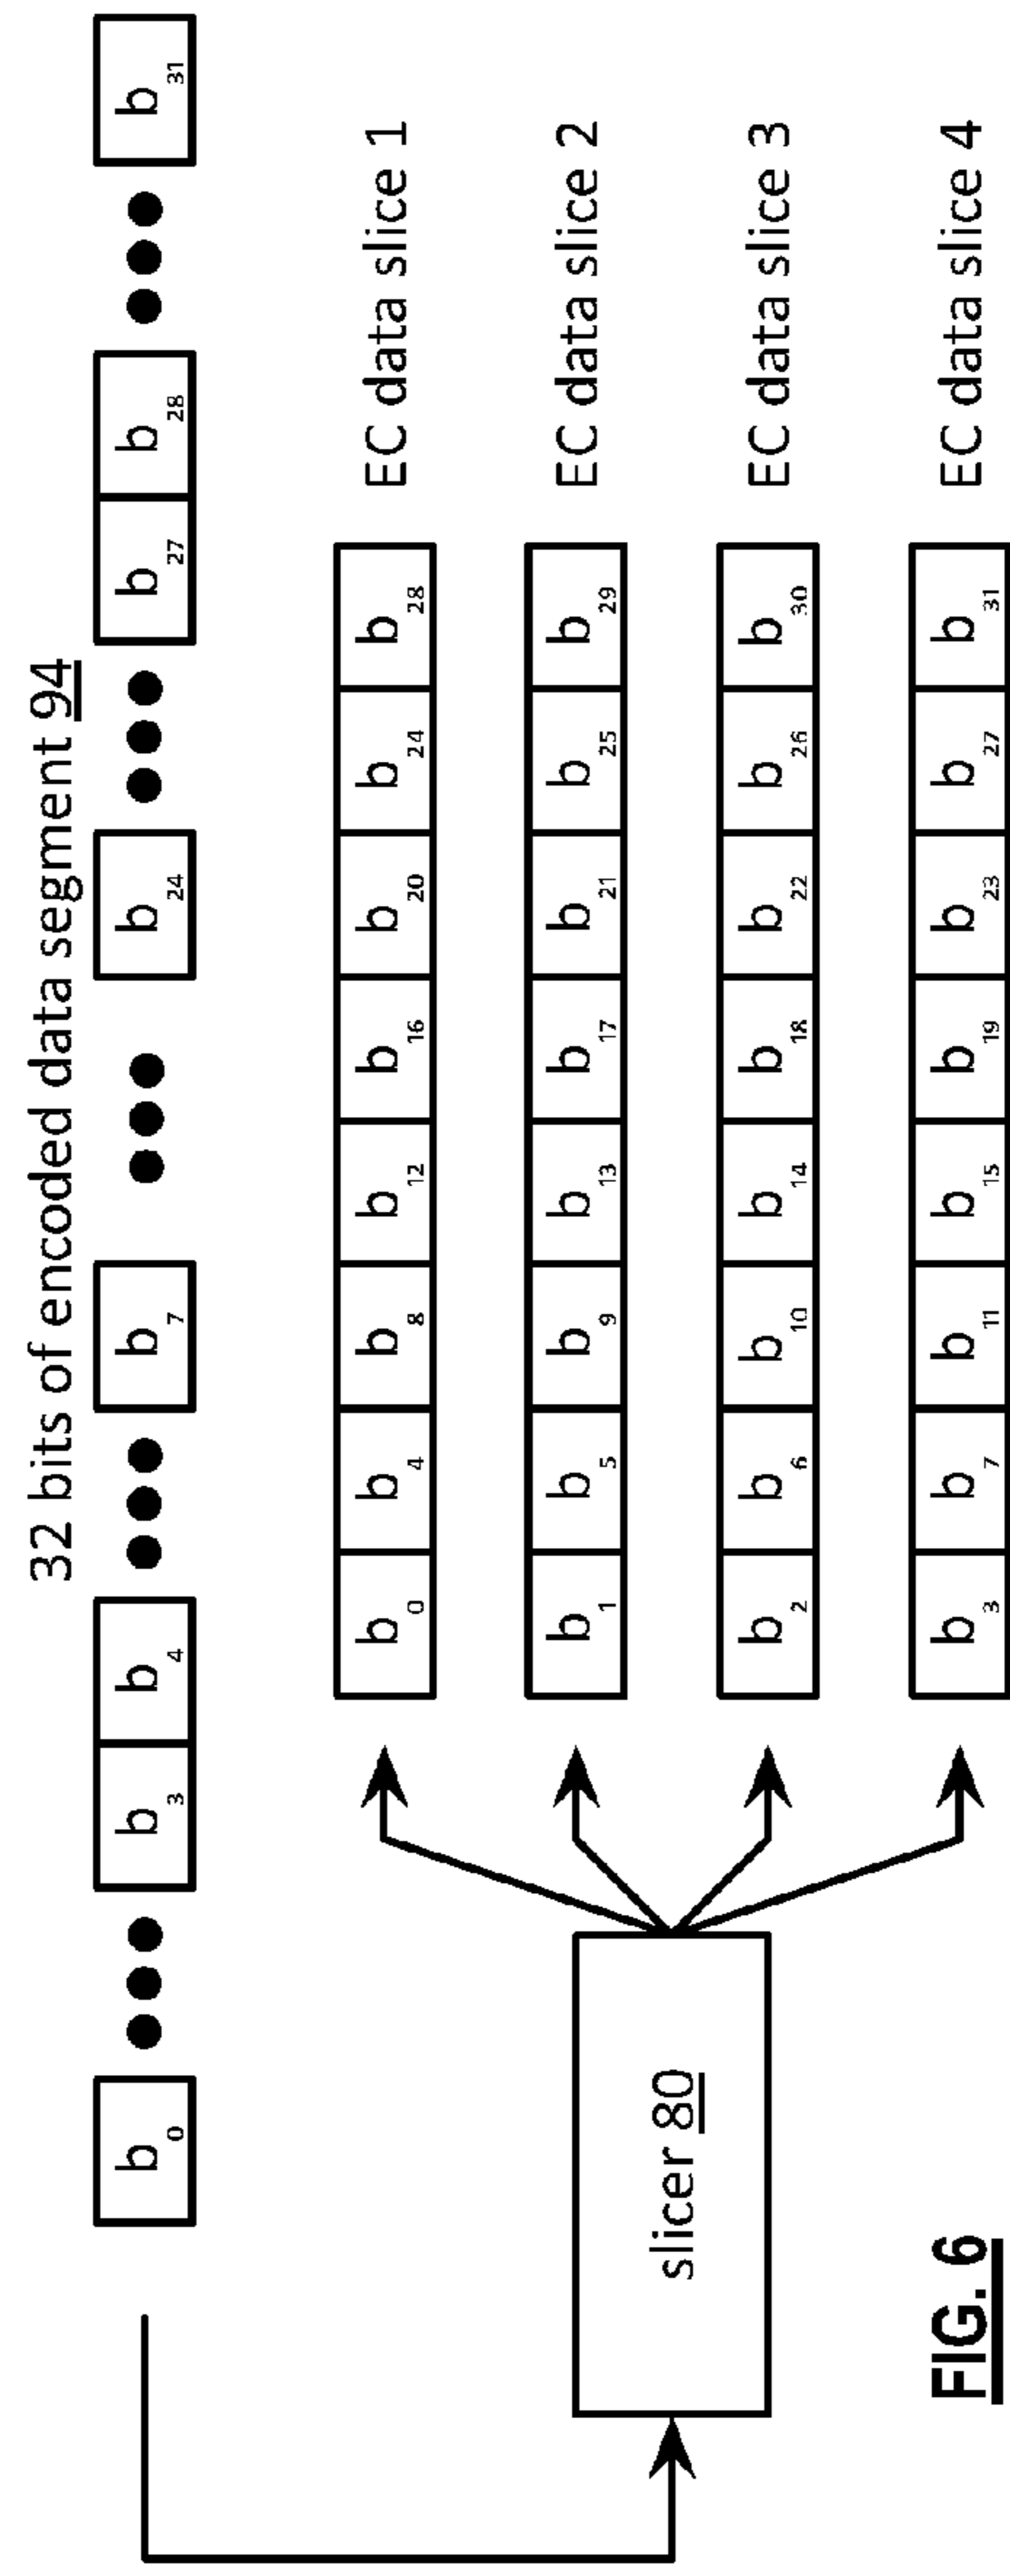 32 bits of encoded data segment 94
b0 ●●● b3 b4 ●●● b7 ●●● b24 ●●● b27 b28 ●●● b31
b0 b4 b8 b12 b16 b20 b24 b28 EC data slice 1
b1 b5 b9 b13 b17 b21 b25 b29 EC data slice 2
slicer 80
b2 b6 b10 b14 b18 b22 b26 b30 EC data slice 3
b3 b7 b11 b15 b19 b23 b27 b31 EC data slice 4
FIG. 6